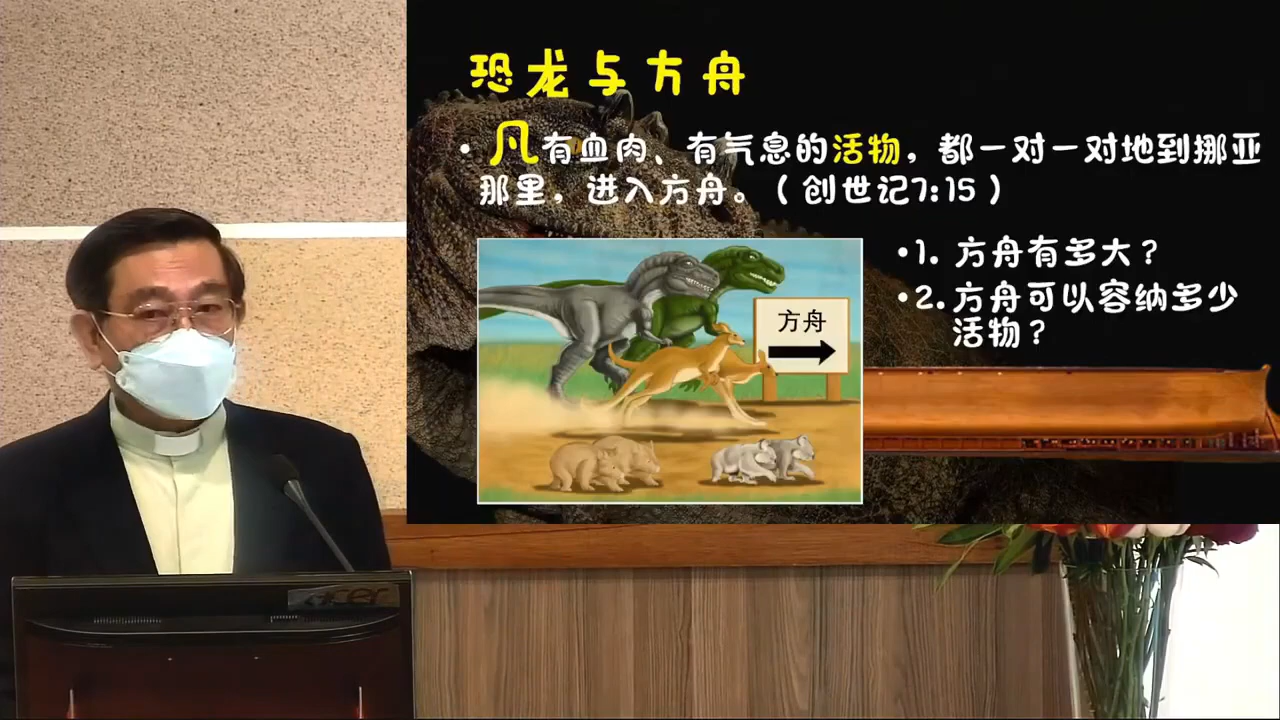 恐龙与方舟
• 凡有血肉、有气息的活物，都一对一对地到挪亚
那里，进入方舟。（创世记7:15）
•1. 方舟有多大？
•2. 方舟可以容纳多少
活物？
方舟
acer